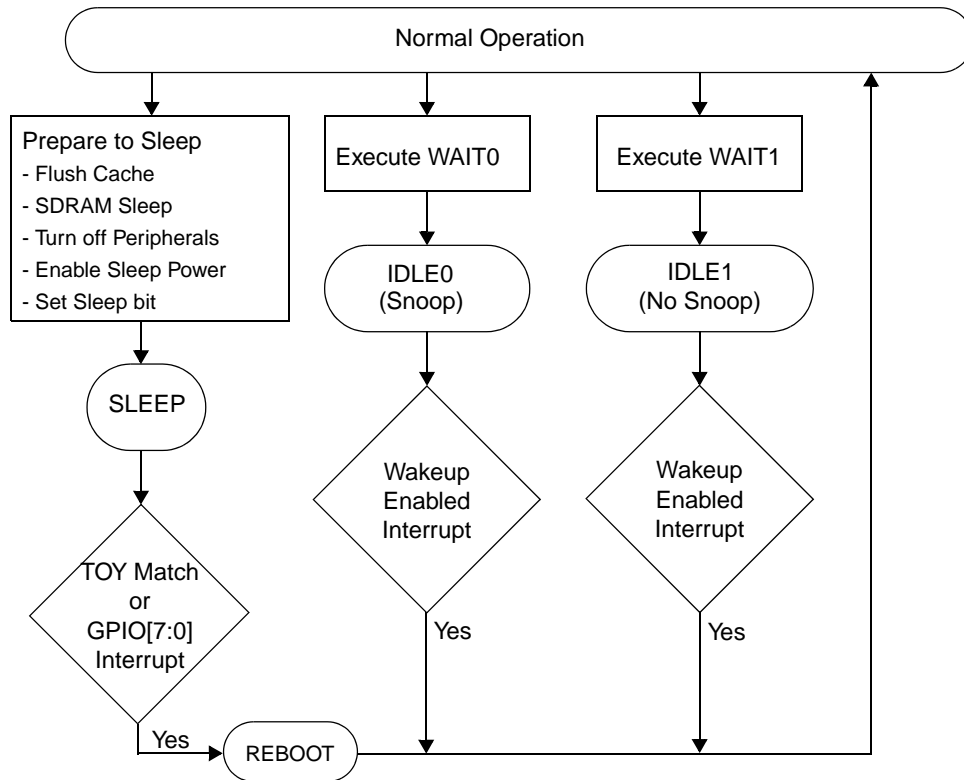 Normal Operation
Prepare to Sleep
- Flush Cache
- SDRAM Sleep
- Turn off Peripherals
- Enable Sleep Power
- Set Sleep bit
SLEEP
TOY Match
or
GPIO[7:0]
Interrupt
Yes
REBOOT
Execute WAIT0
IDLE0
(Snoop)
Wakeup
Enabled
Interrupt
Yes
Execute WAIT1
IDLE1
(No Snoop)
Wakeup
Enabled
Interrupt
Yes